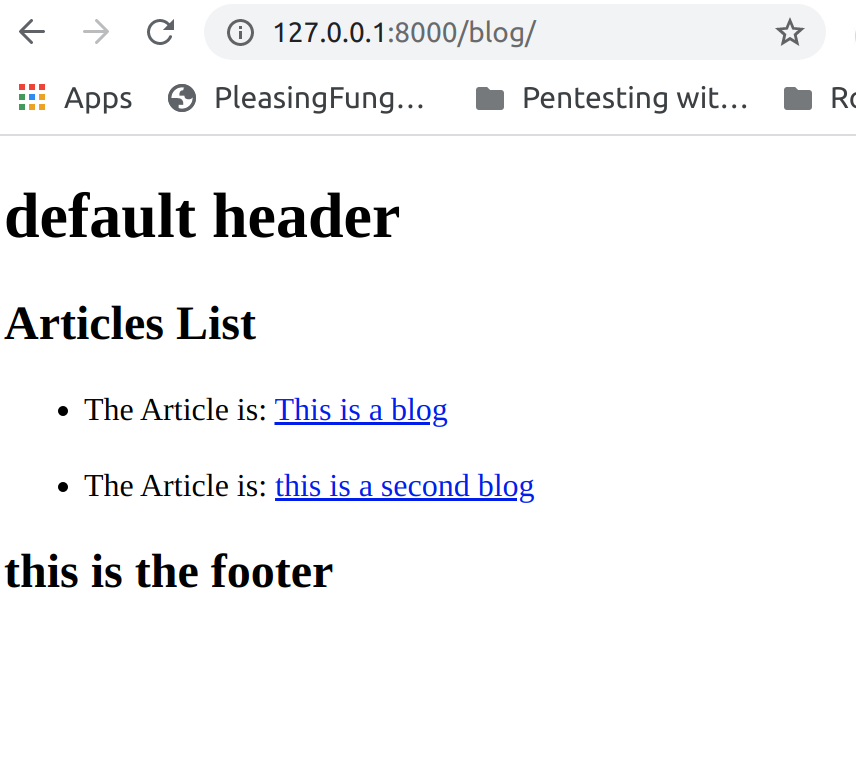 127.0.0.1:8000/blog/
Apps PleasingFung… Pentesting wit…
default header
Articles List
• The Article is: This is a blog
• The Article is: this is a second blog
this is the footer